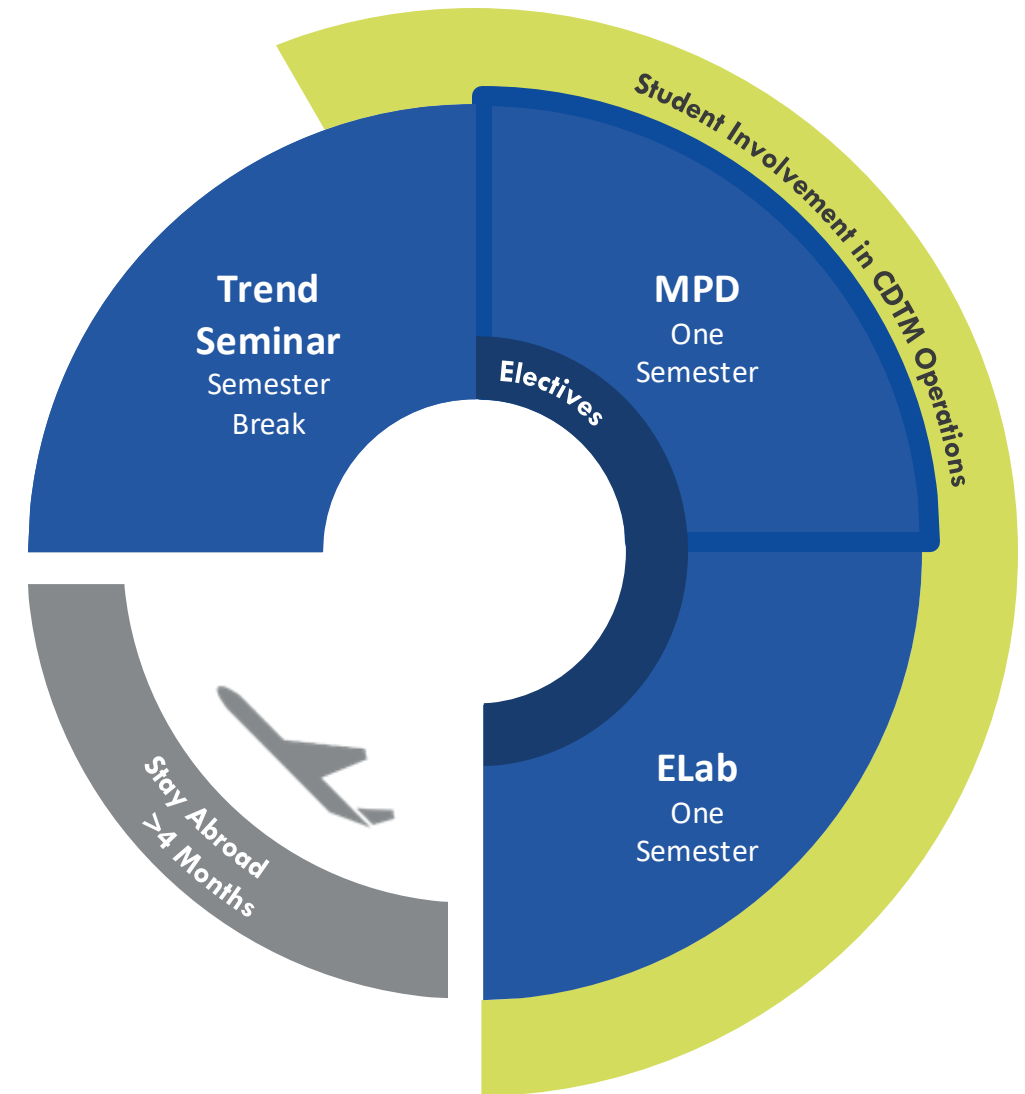 Student Involvement in CDTM Operations
Trend
Seminar
Semester
Break
MPD
One
Semester
Electives
ELab
One
Semester
Stay Abroad
>4 Months